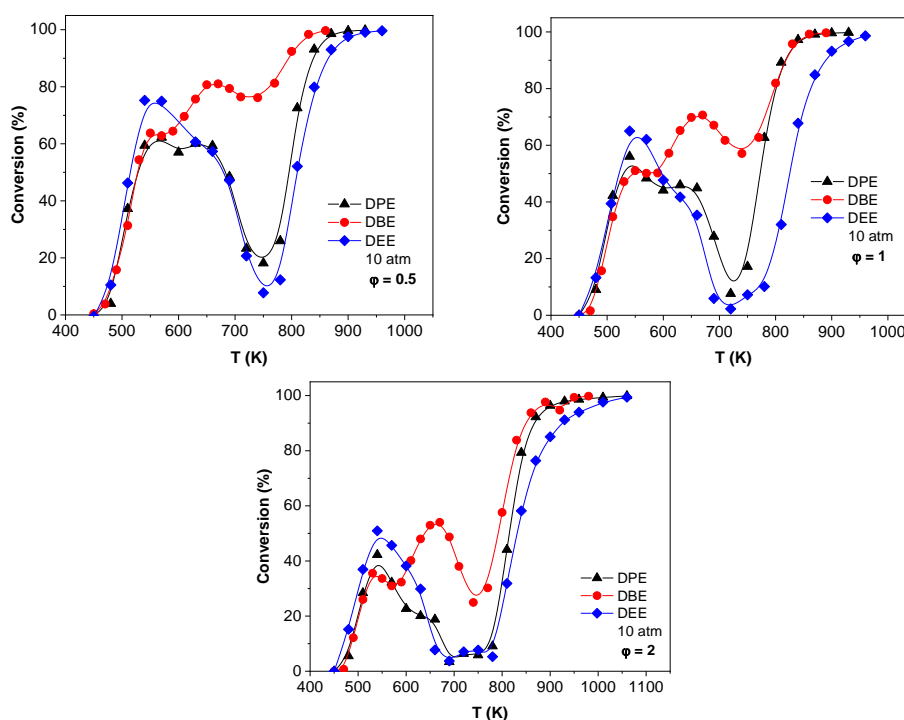 100
80
60
40
20
0
Conversion (%)
400 500 600 700 800 900 1000
T (K)
DPE
DBE
DEE
10 atm
φ = 0.5
100
80
60
40
20
0
Conversion (%)
400 500 600 700 800 900 1000
T (K)
DPE
DBE
DEE
10 atm
φ = 1
100
80
60
40
20
0
Conversion (%)
400 500 600 700 800 900 1000 1100
T (K)
DPE
DBE
DEE
10 atm
φ = 2